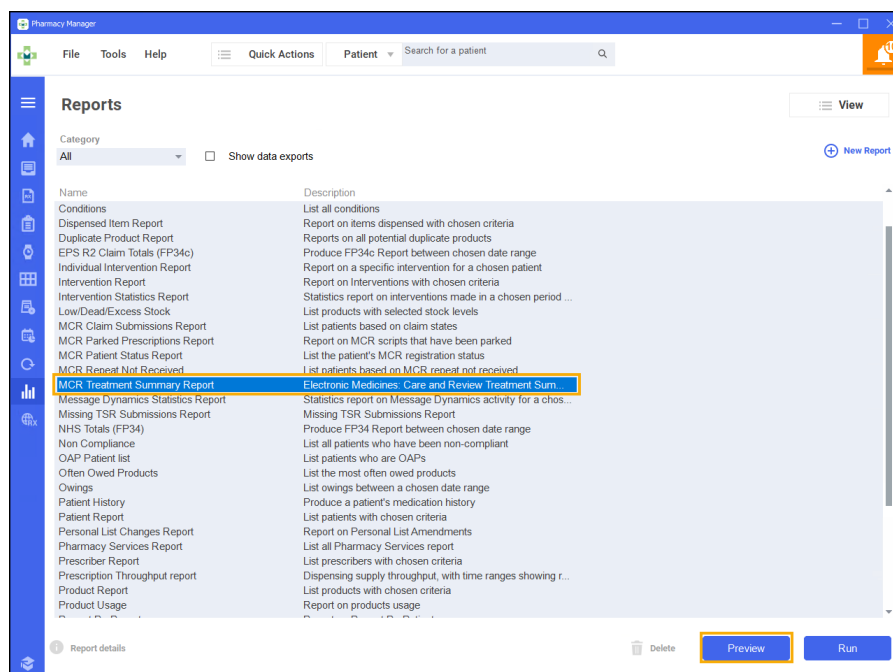 Pharmacy Manager
File Tools Help Quick Actions Patient Search for a patient
Reports
View
Category
All Show data exports
New Report
Name Description
Conditions List all conditions
Dispensed Item Report Report on items dispensed with chosen criteria
Duplicate Product Report Reports on all potential duplicate products
EPS R2 Claim Totals (FP34c) Produce FP34c Report between chosen date range
Individual Intervention Report Report on a specific intervention for a chosen patient
Intervention Report Report on Interventions with chosen criteria
Intervention Statistics Report Statistics report on interventions made in a chosen period ...
Low/Dead/Excess Stock List products with selected stock levels
MCR Claim Submissions Report List patients based on claim states
MCR Parked Prescriptions Report Report on MCR scripts that have been parked
MCR Patient Status Report List the patient's MCR registration status
MCR Repeat Not Received List patients based on MCR repeat not received
MCR Treatment Summary Report Electronic Medicines: Care and Review Treatment Sum...
Message Dynamics Statistics Report Statistics report on Message Dynamics activity for a chos...
Missing TSR Submissions Report Missing TSR Submissions Report
NHS Totals (FP34) Produce FP34 Report between chosen date range
Non Compliance List all patients who have been non-compliant
OAP Patient list List patients who are OAPs
Often Owed Products List the most often owed products
Owings List owings between a chosen date range
Patient History Produce a patient's medication history
Patient Report List patients with chosen criteria
Personal List Changes Report Report on Personal List Amendments
Pharmacy Services Report List all Pharmacy Services report
Prescriber Report List prescribers with chosen criteria
Prescription Throughput report Dispensing supply throughput, with time ranges showing r...
Product Report List products with chosen criteria
Product Usage Report on products usage
Report details Delete Preview Run